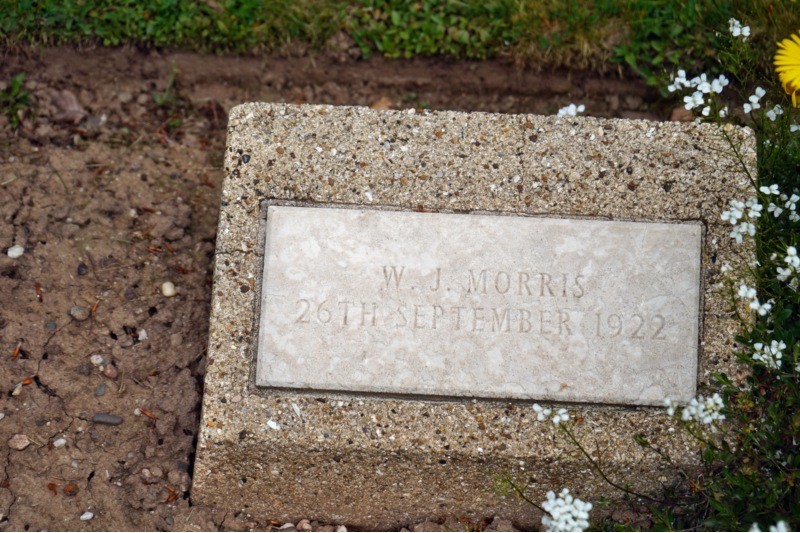 W. J. MORRIS
26TH SEPTEMBER 1922